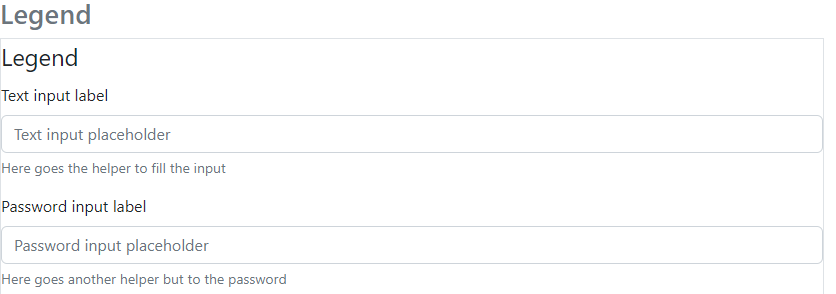 Legend
Legend
Text input label
Text input placeholder
Here goes the helper to fill the input
Password input label
Password input placeholder
Here goes another helper but to the password